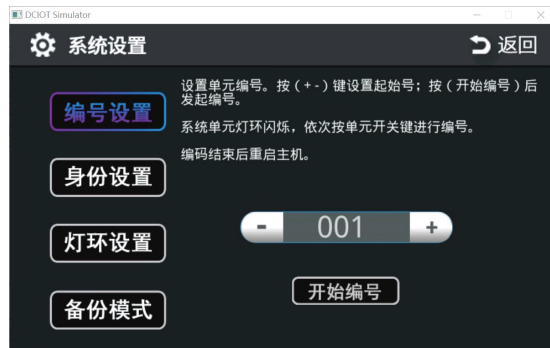 DCIOT Simulator
系统设置
返回
编号设置
身份设置
灯环设置
备份模式
设置单元编号。按（+ -）键设置起始号；按（开始编号）后
发起编号。
系统单元灯环闪烁，依次按单元开关键进行编号。
编码结束后重启主机。
- 001 +
开始编号